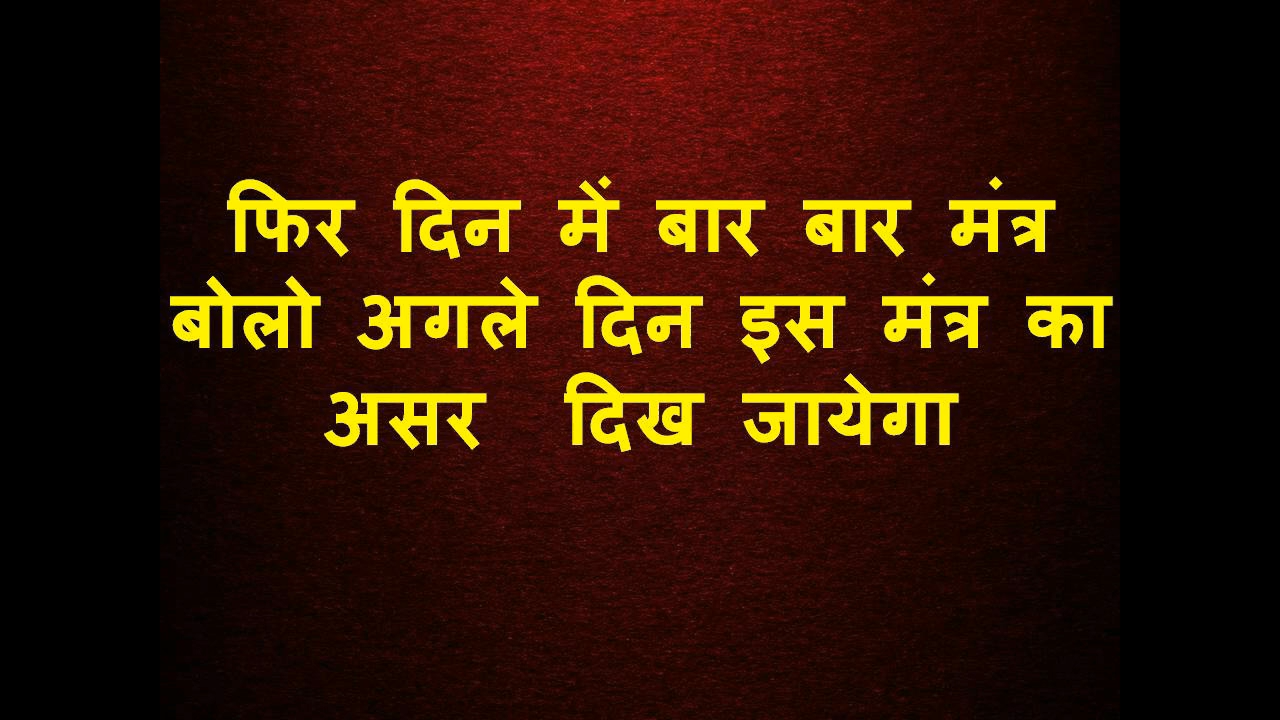 फिर दिन में बार बार मंत्र
बोलो अगले दिन इस मंत्र का
असर दिख जायेगा